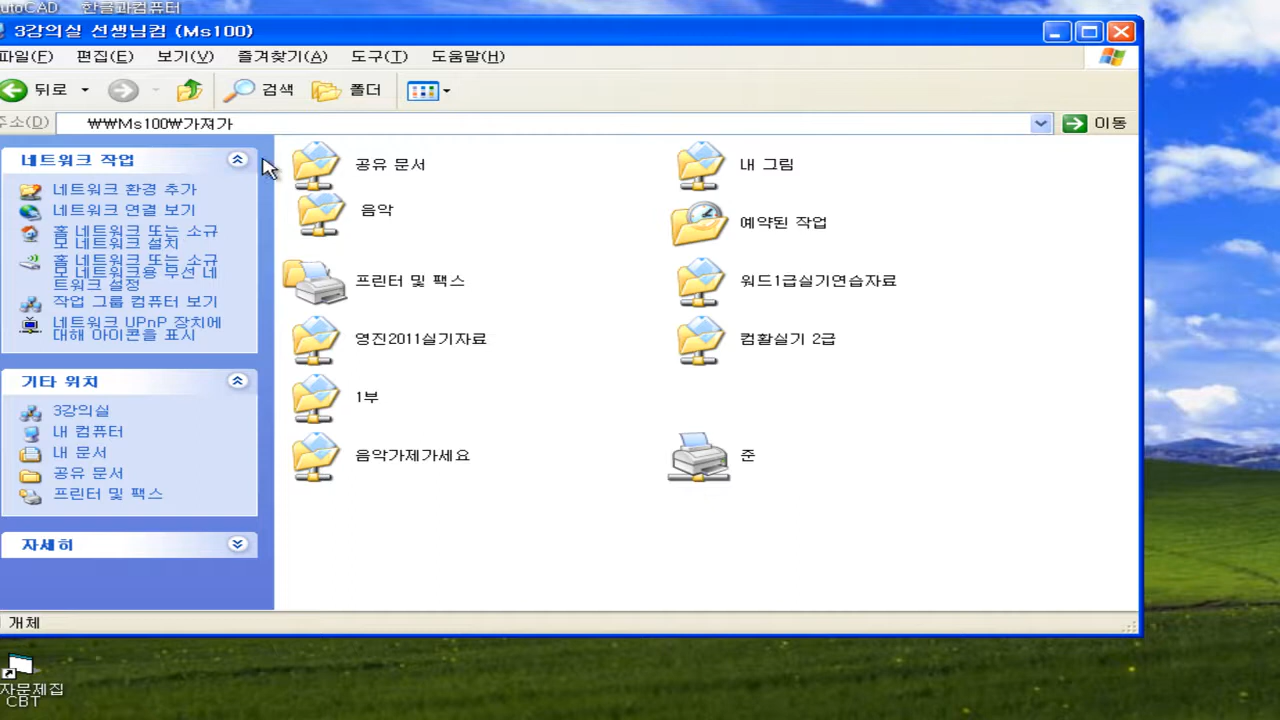 utoCAD 한글과컴퓨터
3강의실 선생님컴 (Ms100)
파일(F) 편집(E) 보기(V) 즐겨찾기(A) 도구(T) 도움말(H)
뒤로 검색 폴더
주소(D) ₩₩Ms100₩가져가 이동
네트워크 작업
네트워크 환경 추가
네트워크 연결 보기
홈 네트워크 또는 소규
모 네트워크 설치
홈 네트워크 또는 소규
모 네트워크용 무선 네
트워크 설정
작업 그룹 컴퓨터 보기
네트워크 UPnP 장치에
대해 아이콘을 표시
기타 위치
3강의실
내 컴퓨터
내 문서
공유 문서
프린터 및 팩스
자세히
공유 문서 내 그림
음악 예약된 작업
프린터 및 팩스 워드1급실기연습자료
영진2011실기자료 컴활실기 2급
1부
음악가제가세요 준
개체
자문제집
CBT